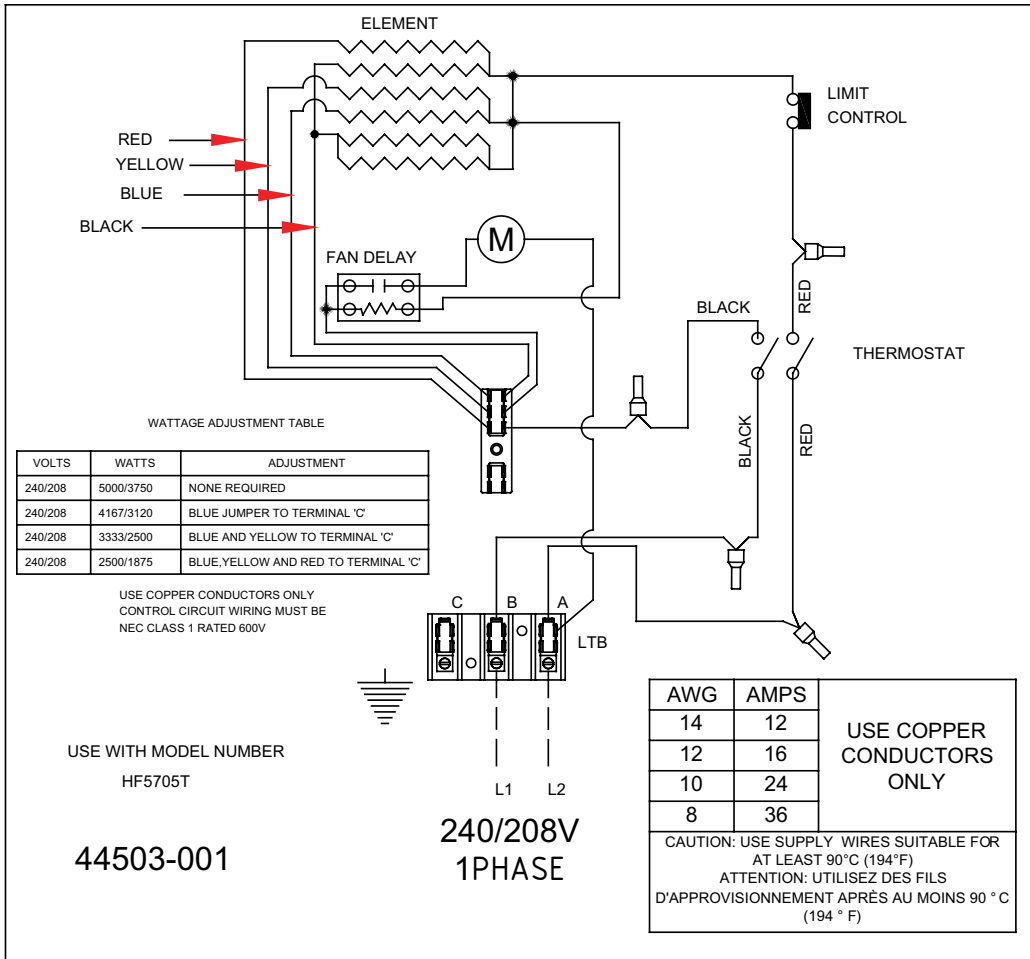 ELEMENT
LIMIT
CONTROL
RED
YELLOW
BLUE
BLACK
M
FAN DELAY
BLACK
RED
THERMOSTAT
BLACK
RED
WATTAGE ADJUSTMENT TABLE
VOLTS WATTS ADJUSTMENT
240/208 5000/3750 NONE REQUIRED
240/208 4167/3120 BLUE JUMPER TO TERMINAL 'C'
240/208 3333/2500 BLUE AND YELLOW TO TERMINAL 'C'
240/208 2500/1875 BLUE,YELLOW AND RED TO TERMINAL 'C'
USE COPPER CONDUCTORS ONLY
CONTROL CIRCUIT WIRING MUST BE
NEC CLASS 1 RATED 600V
C B A
LTB
L1 L2
240/208V
1PHASE
USE WITH MODEL NUMBER
HF5705T
44503-001
AWG AMPS
14 12
12 16
10 24
8 36
USE COPPER
CONDUCTORS
ONLY
CAUTION: USE SUPPLY WIRES SUITABLE FOR
AT LEAST 90°C (194°F)
ATTENTION: UTILISEZ DES FILS
D'APPROVISIONNEMENT APRÈS AU MOINS 90 ° C
(194 ° F)